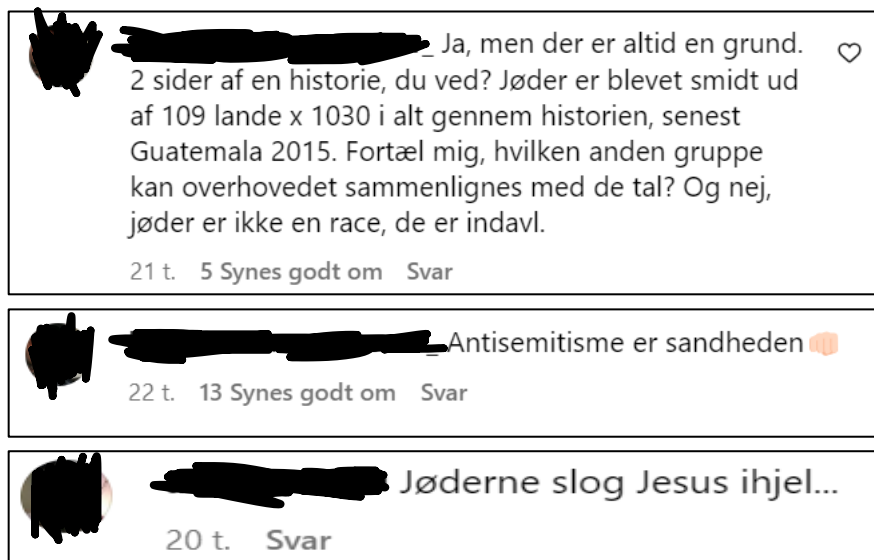 Ja, men der er altid en grund.
2 sider af en historie, du ved? Jøder er blevet smidt ud
af 109 lande x 1030 i alt gennem historien, senest
Guatemala 2015. Fortæl mig, hvilken anden gruppe
kan overhovedet sammenlignes med de tal? Og nej,
jøder er ikke en race, de er indavl.
21 t. 5 Synes godt om Svar
Antisemitisme er sandheden 👊🏻
22 t. 13 Synes godt om Svar
Jøderne slog Jesus ihjel...
20 t. Svar